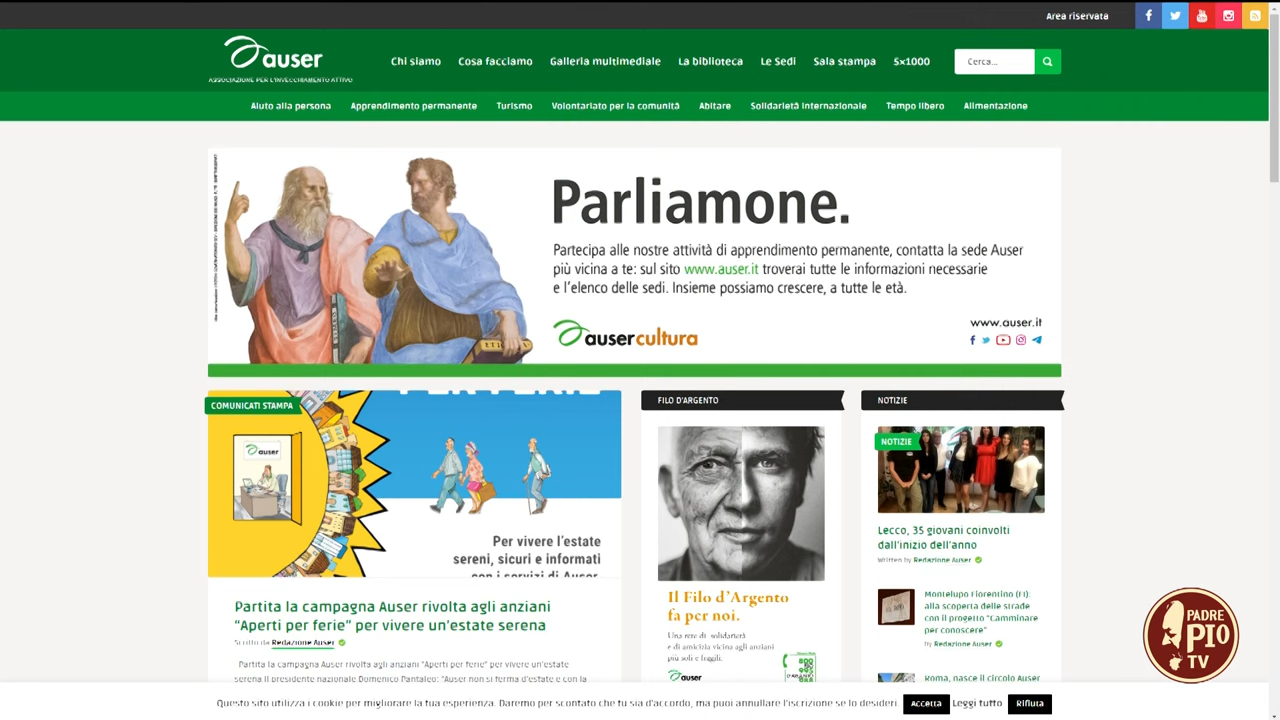 Area riservata
auser
ASSOCIAZIONE PER L'INVECCHIAMENTO ATTIVO
Chi siamo
Cosa facciamo
Galleria multimediale
La biblioteca
Le Sedi
Sala stampa
5×1000
Cerca...
Aiuto alla persona
Apprendimento permanente
Turismo
Volontariato per la comunità
Abitare
Solidarietà internazionale
Tempo libero
Alimentazione
Parliamone.
Partecipa alle nostre attività di apprendimento permanente, contatta la sede Auser
più vicina a te: sul sito www.auser.it troverai tutte le informazioni necessarie
e l'elenco delle sedi. Insieme possiamo crescere, a tutte le età.
ausercultura
www.auser.it
COMUNICATI STAMPA
auser
Per vivere l'estate
sereni, sicuri e informati
con i servizi di Auser
Partita la campagna Auser rivolta agli anziani
“Aperti per ferie” per vivere un'estate serena
Scritto da Redazione Auser
Partita la campagna Auser rivolta agli anziani "Aperti per ferie" per vivere un'estate
serena Il presidente nazionale Domenico Pantaleo: "Auser non si ferma d'estate e con la
FILO D'ARGENTO
Il Filo d'Argento
fa per noi.
Una rete di solidarietà
e di amicizia vicina agli anziani
più soli e fragili.
auser
NOTIZIE
NOTIZIE
Lecco, 35 giovani coinvolti
dall'inizio dell'anno
Written by Redazione Auser
Montelupo Fiorentino (FI):
alla scoperta delle strade
con il progetto “Camminare
per conoscere”
by Redazione Auser
Roma, nasce il circolo Auser
PADRE
PIO
TV
Questo sito utilizza i cookie per migliorare la tua esperienza. Daremo per scontato che tu sia d'accordo, ma puoi annullare l'iscrizione se lo desideri
Accetta
Leggi tutto
Rifiuta